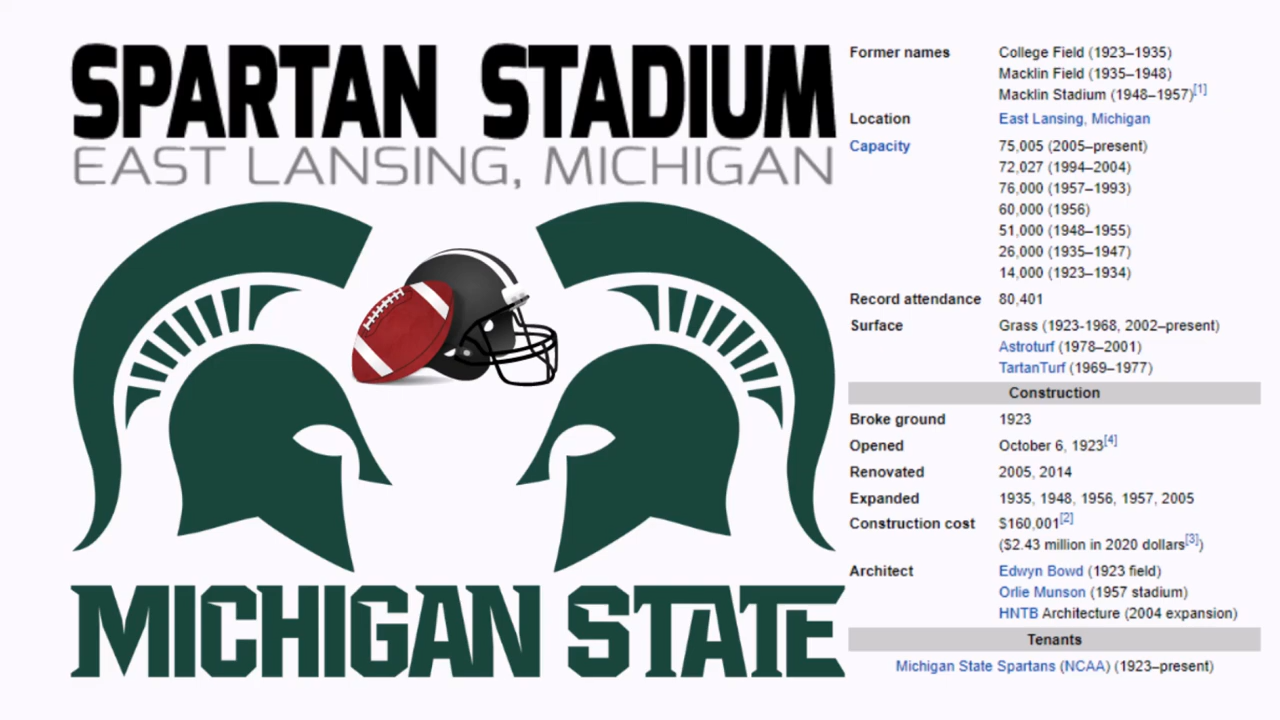 SPARTAN STADIUM
EAST LANSING, MICHIGAN
MICHIGAN STATE
Former names College Field (1923–1935)
Macklin Field (1935–1948)
Macklin Stadium (1948–1957)[1]
Location East Lansing, Michigan
Capacity 75,005 (2005–present)
72,027 (1994–2004)
76,000 (1957–1993)
60,000 (1956)
51,000 (1948–1955)
26,000 (1935–1947)
14,000 (1923–1934)
Record attendance 80,401
Surface Grass (1923-1968, 2002–present)
Astroturf (1978–2001)
TartanTurf (1969–1977)
Construction
Broke ground 1923
Opened October 6, 1923[4]
Renovated 2005, 2014
Expanded 1935, 1948, 1956, 1957, 2005
Construction cost $160,001[2]
($2.43 million in 2020 dollars[3])
Architect Edwyn Bowd (1923 field)
Orlie Munson (1957 stadium)
HNTB Architecture (2004 expansion)
Tenants
Michigan State Spartans (NCAA) (1923–present)